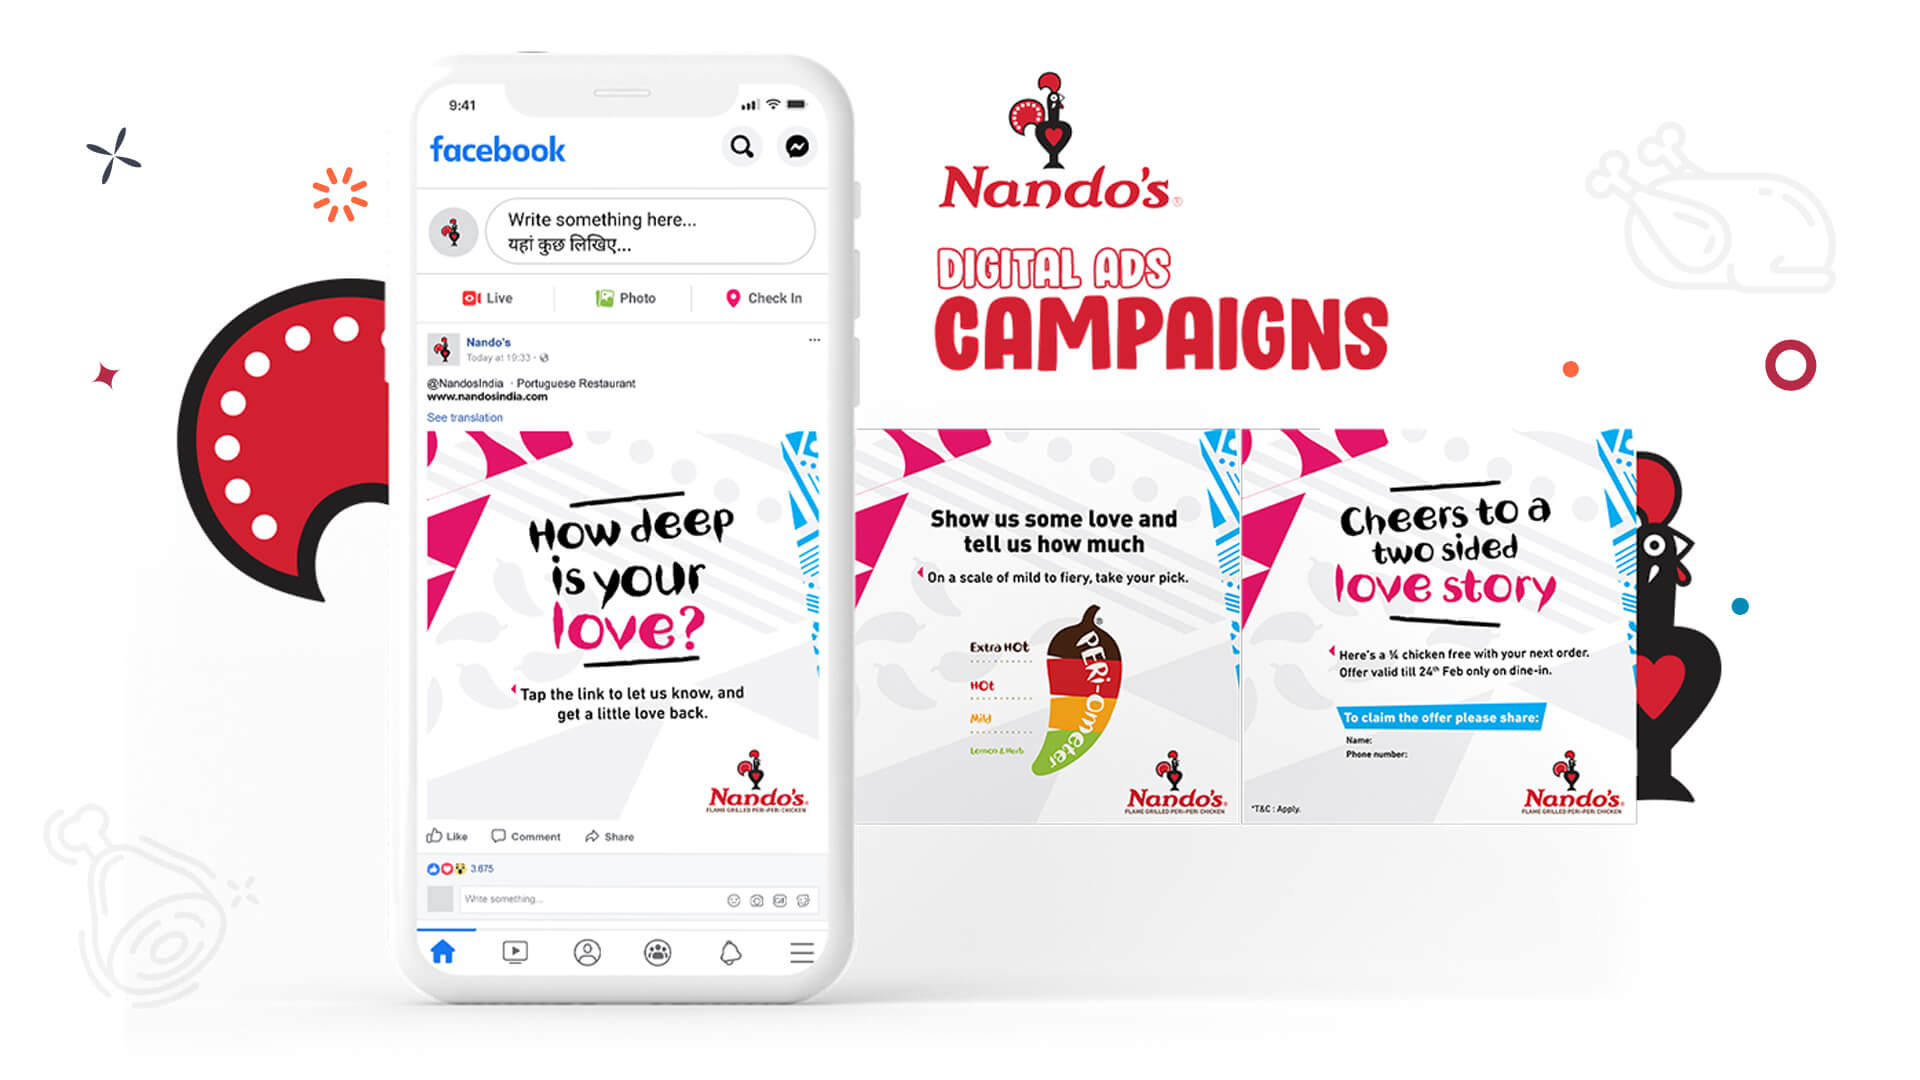 9:41
facebook
Write something here...
यहां कुछ लिखिए...
Live
Photo
Check In
Nando's
Today at 19:33 ·
@NandosIndia · Portuguese Restaurant
www.nandosindia.com
See translation
How deep
is your
love?
Tap the link to let us know, and
get a little love back.
Nando's®
FLAME GRILLED PERi-PERi CHICKEN
Like
Comment
Share
3.675
Write something...
Nando's®
DIGITAL ADS
CAMPAIGNS
Show us some love and
tell us how much
On a scale of mild to fiery, take your pick.
Extra HOt
HOt
Mild
Lemon & Herb
PERi-Ometer®
Nando's®
FLAME GRILLED PERi-PERi CHICKEN
Cheers to a
two sided
love story
Here's a ¼ chicken free with your next order.
Offer valid till 24th Feb only on dine-in.
To claim the offer please share:
Name:
Phone number:
*T&C : Apply.
Nando's®
FLAME GRILLED PERi-PERi CHICKEN